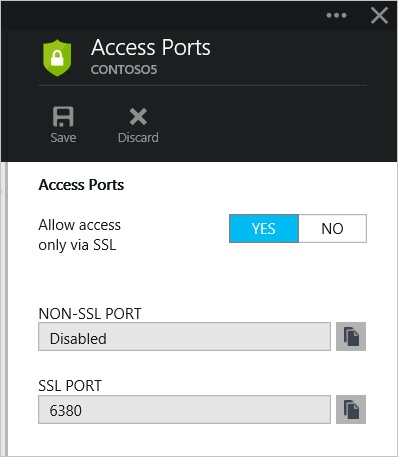 Access Ports
CONTOSO5
Save Discard
Access Ports
Allow access
only via SSL
YES NO
NON-SSL PORT
Disabled
SSL PORT
6380